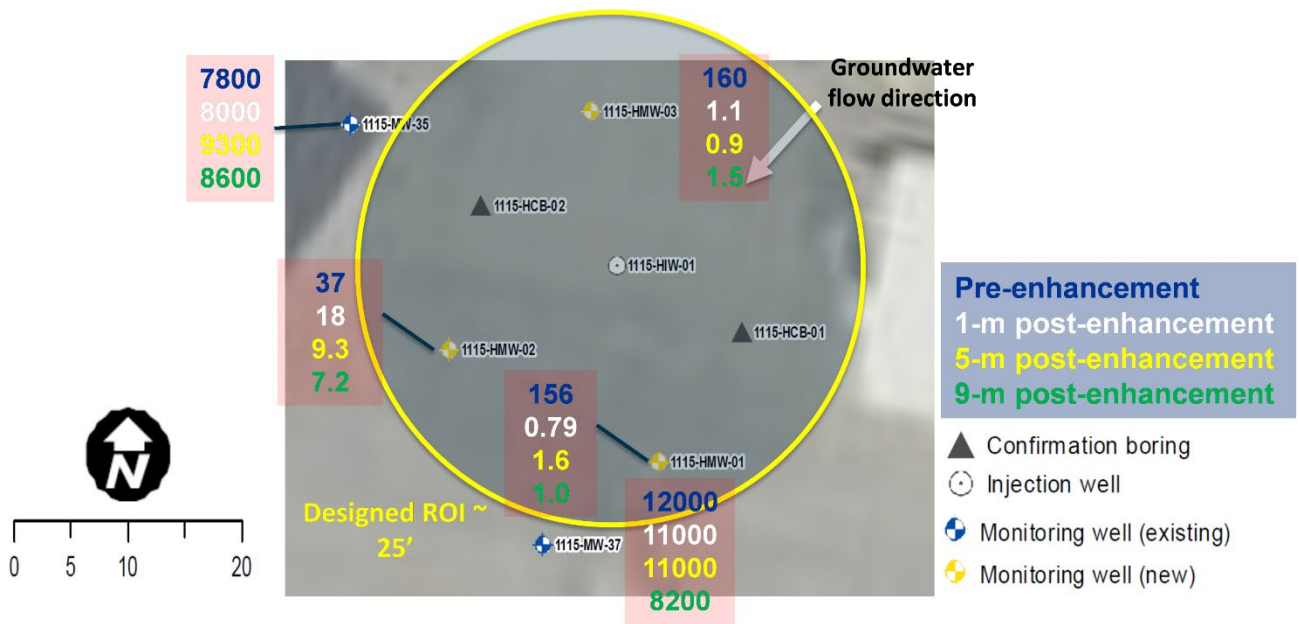 7800
8000
9300
8600
1115-MW-35
1115-HMW-03
160
1.1
0.9
1.5
Groundwater
flow direction
1115-HCB-02
1115-HIW-01
1115-HCB-01
37
18
9.3
7.2
1115-HMW-02
156
0.79
1.6
1.0
1115-HMW-01
12000
11000
11000
8200
1115-MW-37
Designed ROI ~
25’
N
0 5 10 20
Pre-enhancement
1-m post-enhancement
5-m post-enhancement
9-m post-enhancement
Confirmation boring
Injection well
Monitoring well (existing)
Monitoring well (new)